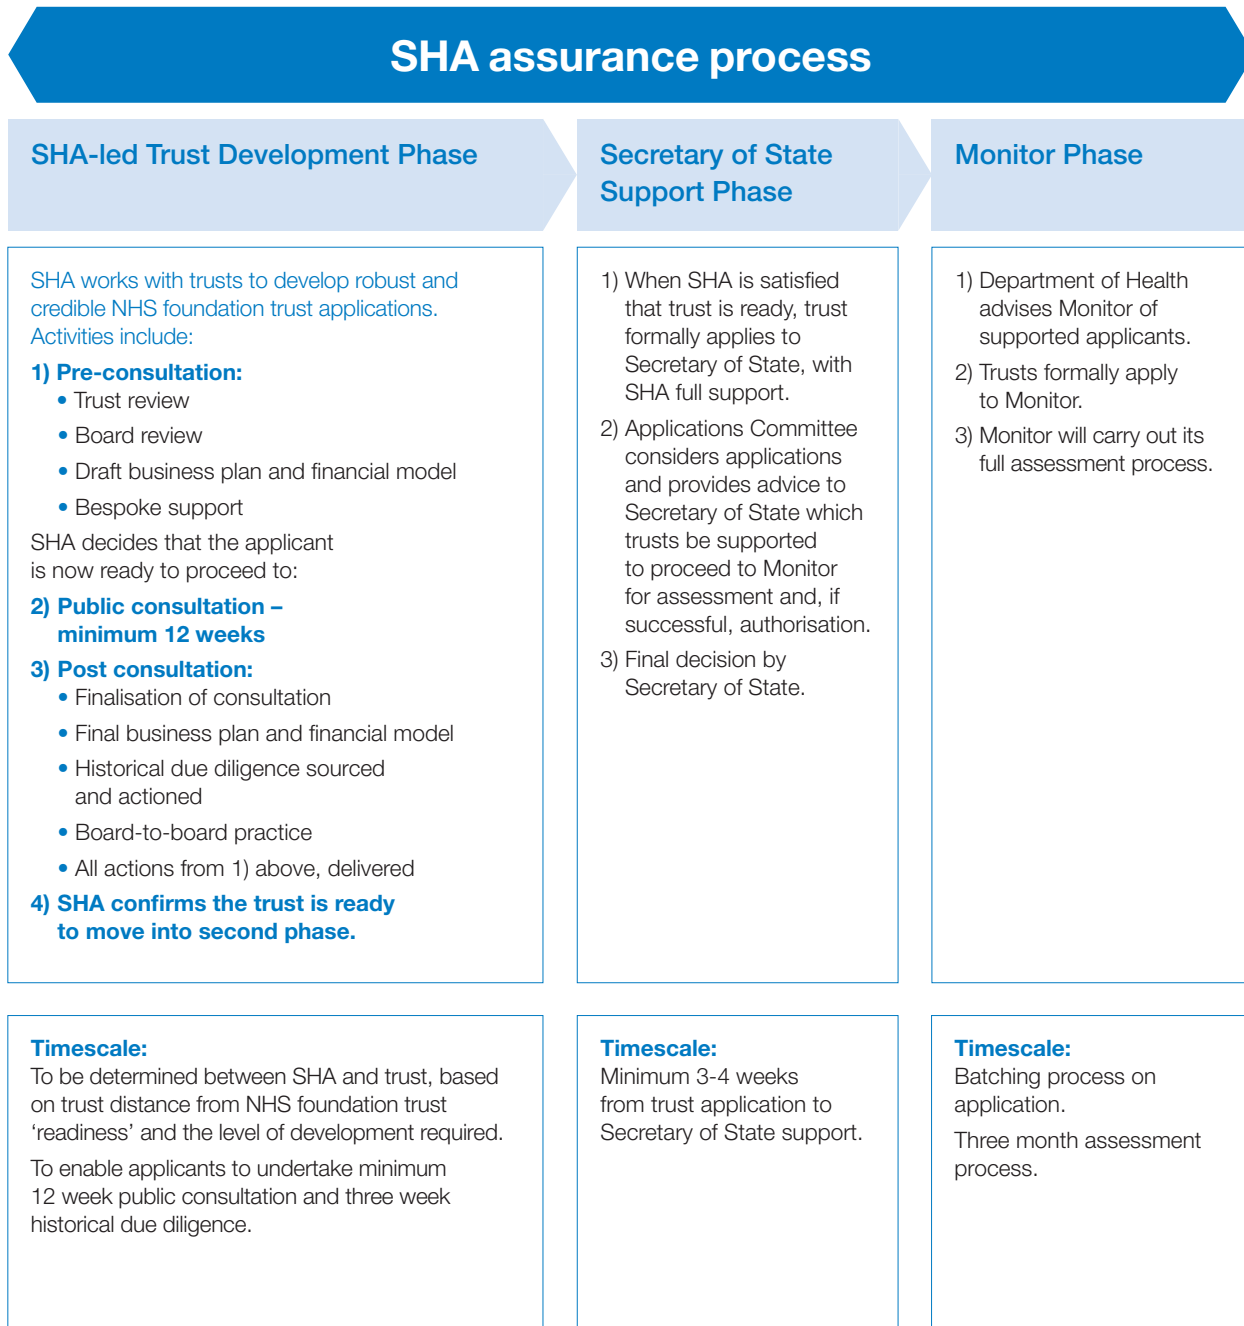 SHA assurance process
SHA-led Trust Development Phase
SHA works with trusts to develop robust and
credible NHS foundation trust applications.
Activities include:
1) Pre-consultation:
• Trust review
• Board review
• Draft business plan and financial model
• Bespoke support
SHA decides that the applicant
is now ready to proceed to:
2) Public consultation –
minimum 12 weeks
3) Post consultation:
• Finalisation of consultation
• Final business plan and financial model
• Historical due diligence sourced
and actioned
• Board-to-board practice
• All actions from 1) above, delivered
4) SHA confirms the trust is ready
to move into second phase.
Timescale:
To be determined between SHA and trust, based
on trust distance from NHS foundation trust
‘readiness’ and the level of development required.
To enable applicants to undertake minimum
12 week public consultation and three week
historical due diligence.
Secretary of State
Support Phase
1) When SHA is satisfied
that trust is ready, trust
formally applies to
Secretary of State, with
SHA full support.
2) Applications Committee
considers applications
and provides advice to
Secretary of State which
trusts be supported
to proceed to Monitor
for assessment and, if
successful, authorisation.
3) Final decision by
Secretary of State.
Timescale:
Minimum 3-4 weeks
from trust application to
Secretary of State support.
Monitor Phase
1) Department of Health
advises Monitor of
supported applicants.
2) Trusts formally apply
to Monitor.
3) Monitor will carry out its
full assessment process.
Timescale:
Batching process on
application.
Three month assessment
process.